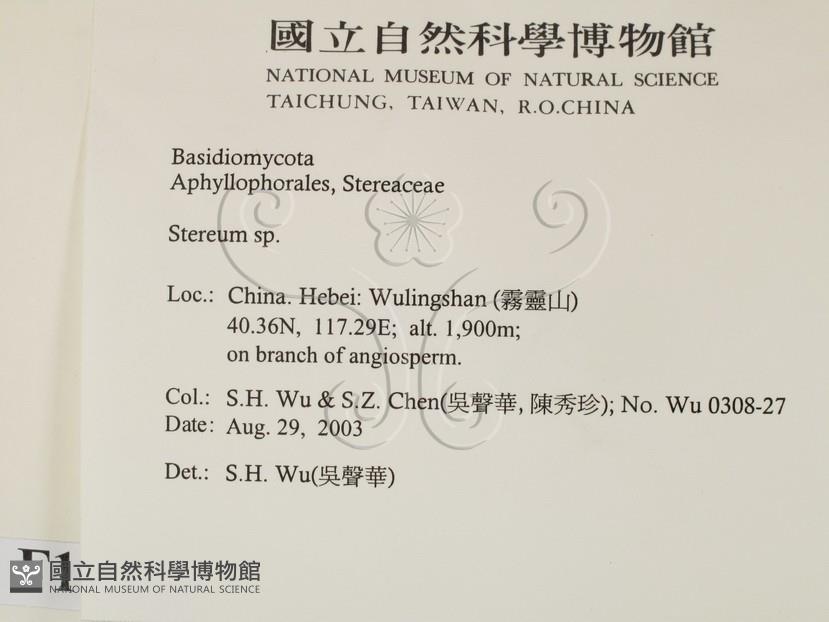 國立自然科學博物館
NATIONAL MUSEUM OF NATURAL SCIENCE
TAICHUNG, TAIWAN, R.O.CHINA
Basidiomycota
Aphyllophorales, Stereaceae
Stereum sp.
Loc.: China. Hebei: Wulingshan (霧靈山)
40.36N, 117.29E; alt. 1,900m;
on branch of angiosperm.
Col.: S.H. Wu & S.Z. Chen(吳聲華, 陳秀珍); No. Wu 0308-27
Date: Aug. 29, 2003
Det.: S.H. Wu(吳聲華)
國立自然科學博物館
NATIONAL MUSEUM OF NATURAL SCIENCE